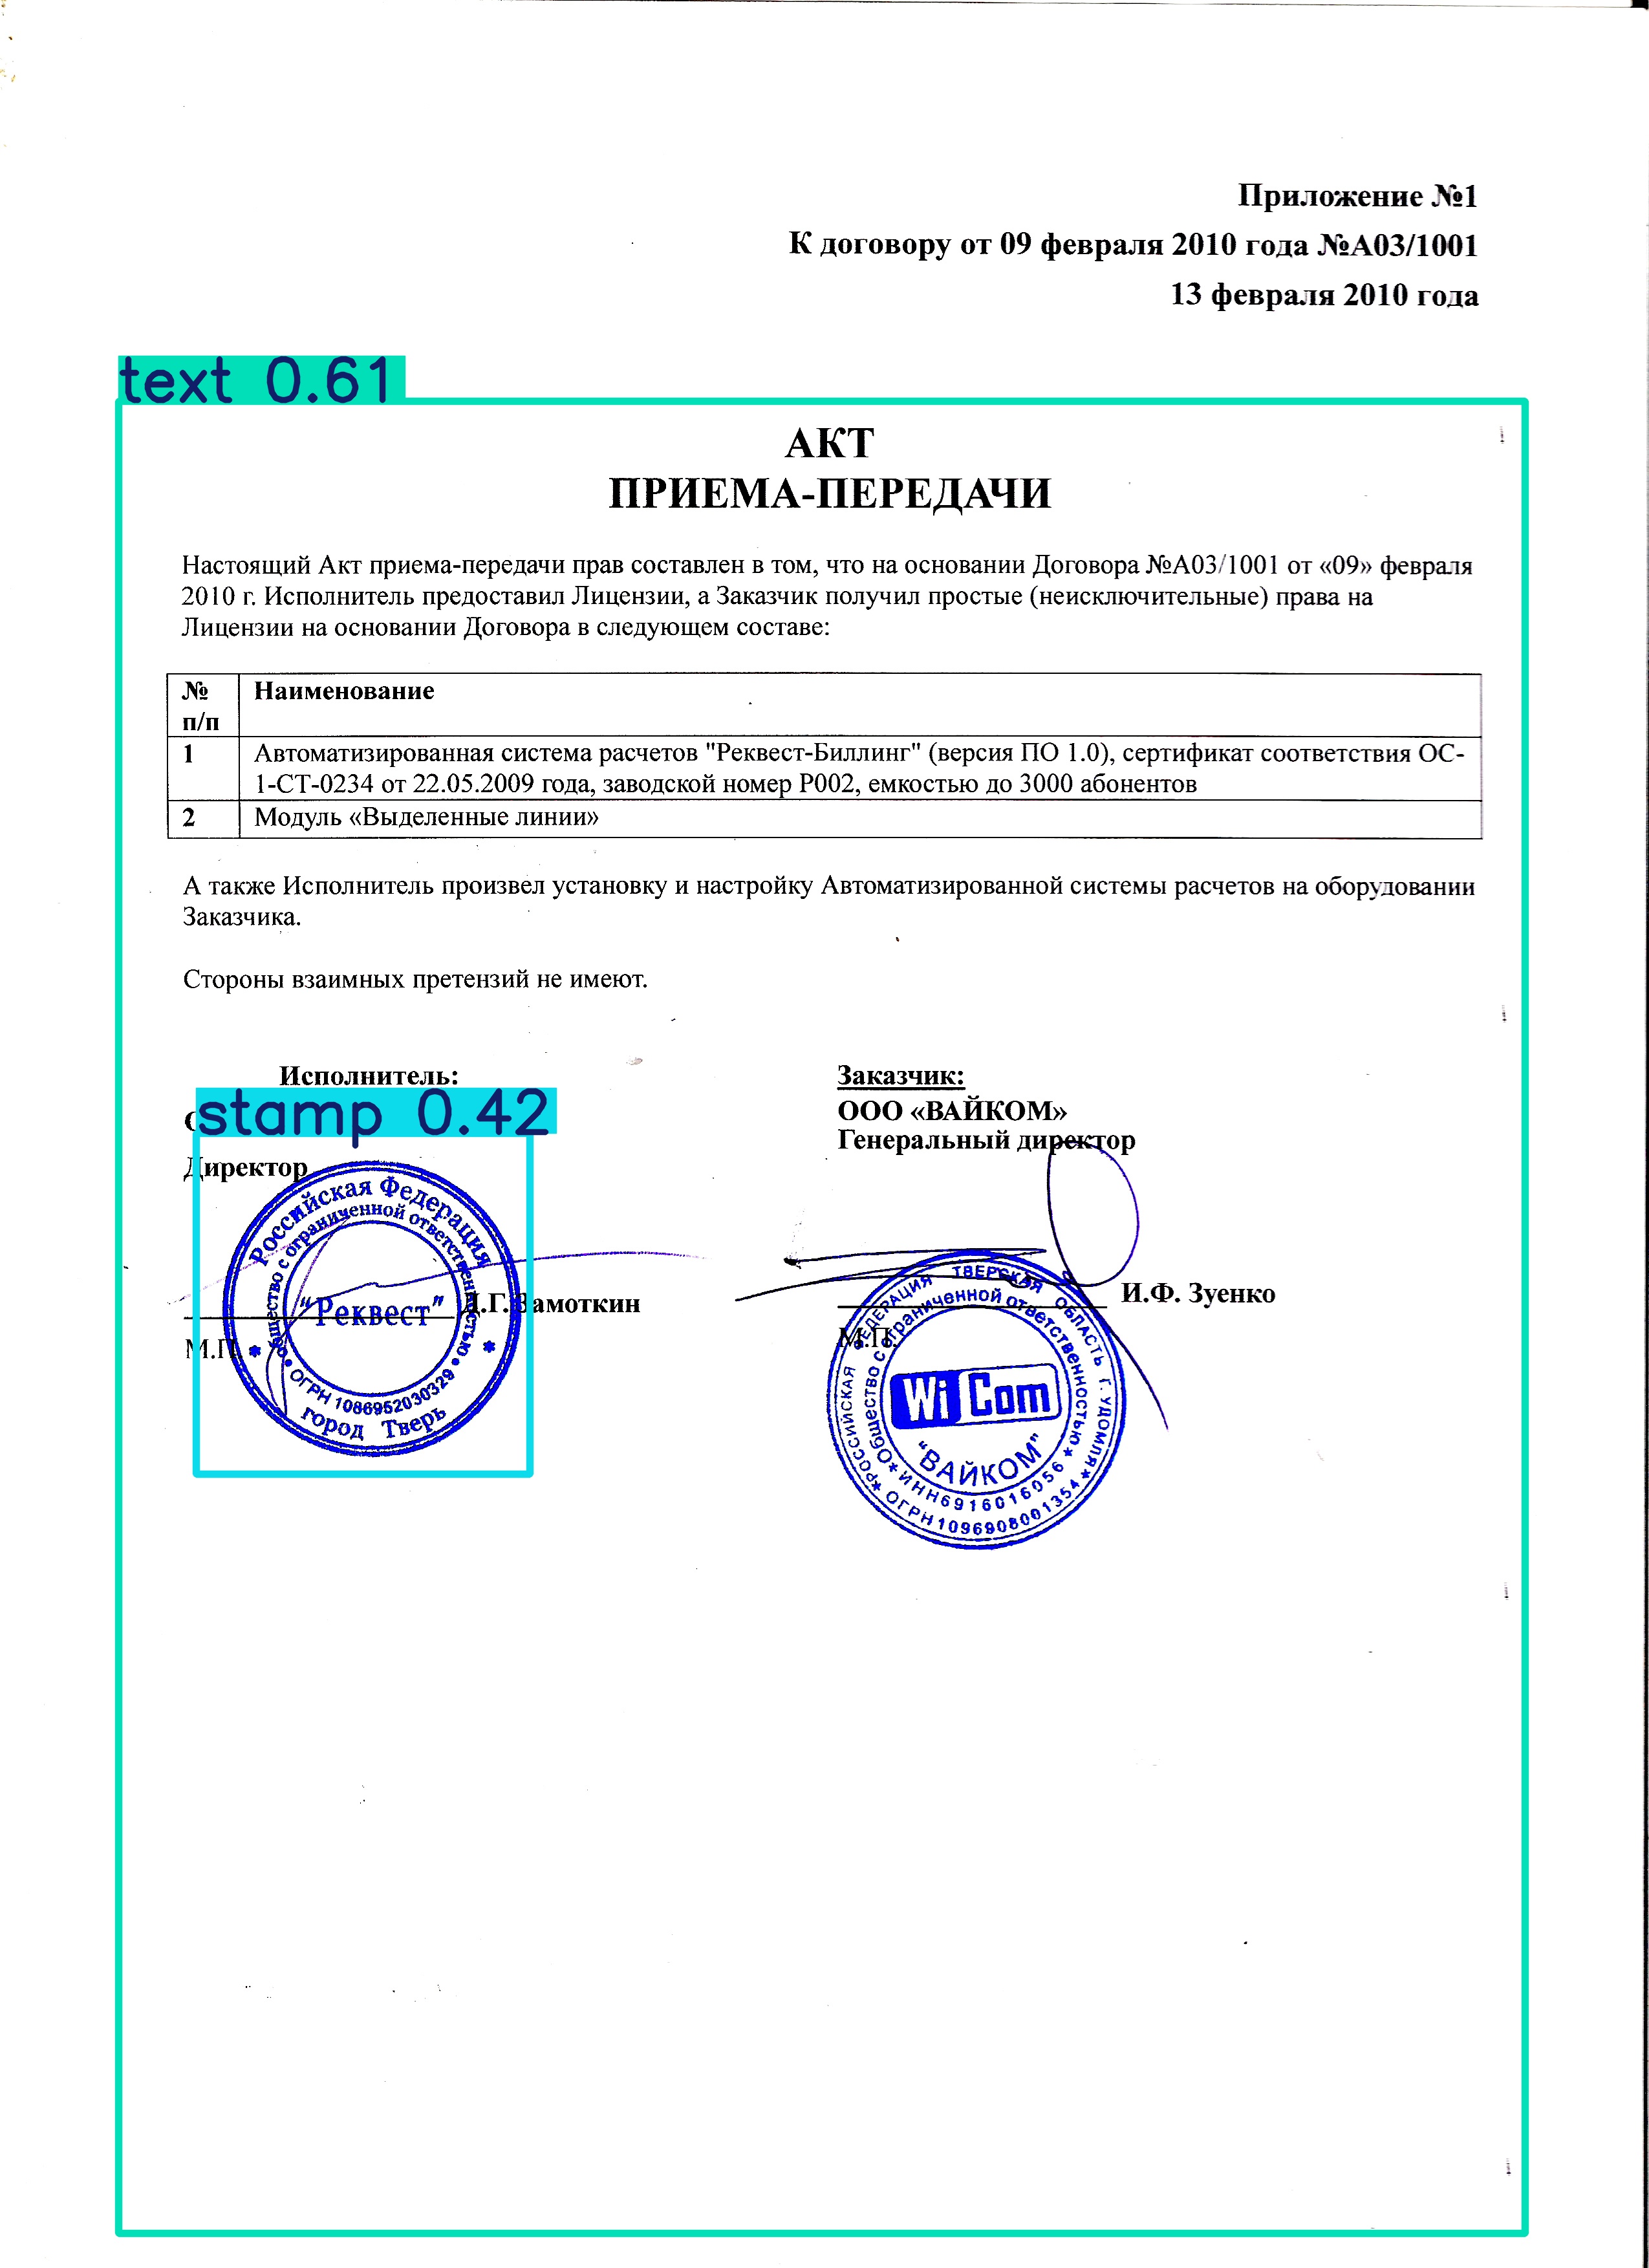 Приложение №1
К договору от 09 февраля 2010 года №А03/1001
13 февраля 2010 года
text 0.61
АКТ
ПРИЕМА-ПЕРЕДАЧИ
Настоящий Акт приема-передачи прав составлен в том, что на основании Договора №А03/1001 от «09» февраля
2010 г. Исполнитель предоставил Лицензии, а Заказчик получил простые (неисключительные) права на
Лицензии на основании Договора в следующем составе:
№ п/п Наименование
1 Автоматизированная система расчетов "Реквест-Биллинг" (версия ПО 1.0), сертификат соответствия ОС-
1-СТ-0234 от 22.05.2009 года, заводской номер Р002, емкостью до 3000 абонентов
2 Модуль «Выделенные линии»
А также Исполнитель произвел установку и настройку Автоматизированной системы расчетов на оборудовании
Заказчика.
Стороны взаимных претензий не имеют.
Исполнитель:
stamp 0.42
Директор
Д.Г. Замоткин
М.П.
Российская Федерация
общество с ограниченной ответственностью
"Реквест"
ОГРН 1086952030329
город Тверь
Заказчик:
ООО «ВАЙКОМ»
Генеральный директор
И.Ф. Зуенко
М.П.
РОССИЙСКАЯ ФЕДЕРАЦИЯ ТВЕРСКАЯ ОБЛАСТЬ Г. УДОМЛЯ
Общество с ограниченной ответственностью
WiCom
"ВАЙКОМ"
ИНН6916016056
ОГРН1096908001354